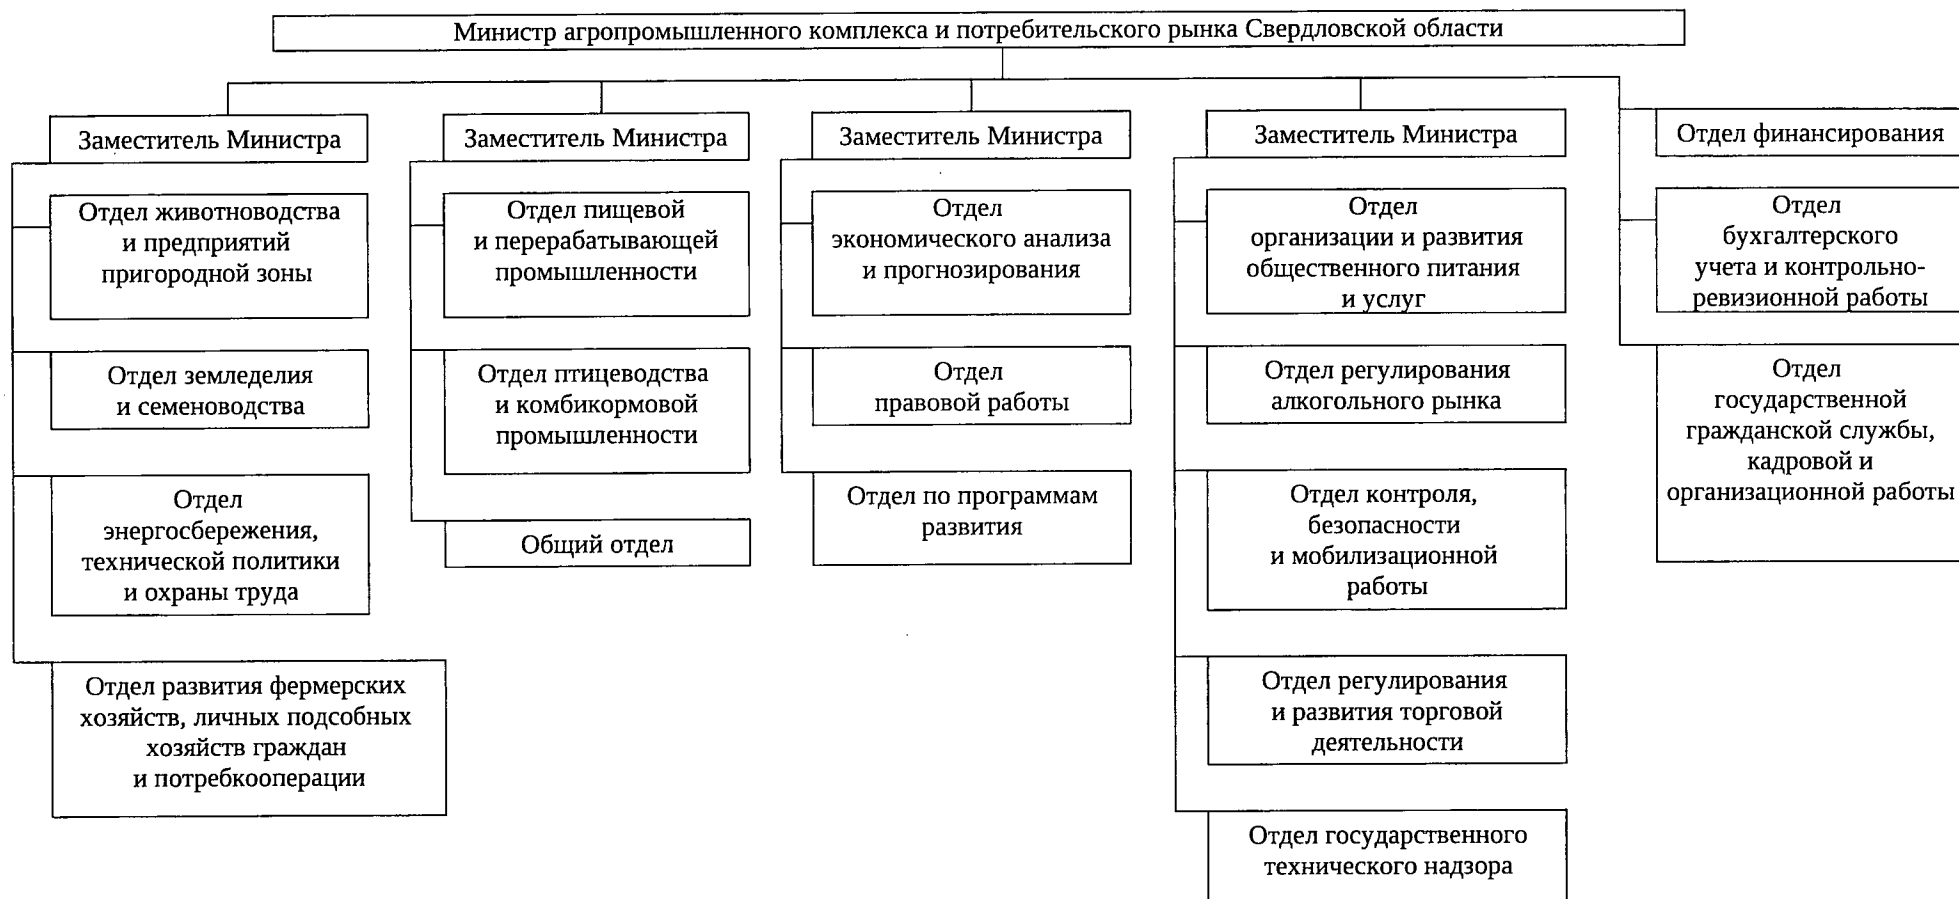 Министр агропромышленного комплекса и потребительского рынка Свердловской области
Заместитель Министра
Отдел животноводства
и предприятий
пригородной зоны
Отдел земледелия
и семеноводства
Отдел
энергосбережения,
технической политики
и охраны труда
Отдел развития фермерских
хозяйств, личных подсобных
хозяйств граждан
и потребкооперации
Заместитель Министра
Отдел пищевой
и перерабатывающей
промышленности
Отдел птицеводства
и комбикормовой
промышленности
Общий отдел
Заместитель Министра
Отдел
экономического анализа
и прогнозирования
Отдел
правовой работы
Отдел по программам
развития
Заместитель Министра
Отдел
организации и развития
общественного питания
и услуг
Отдел регулирования
алкогольного рынка
Отдел контроля,
безопасности
и мобилизационной
работы
Отдел регулирования
и развития торговой
деятельности
Отдел государственного
технического надзора
Отдел финансирования
Отдел
бухгалтерского
учета и контрольно-
ревизионной работы
Отдел
государственной
гражданской службы,
кадровой и
организационной работы